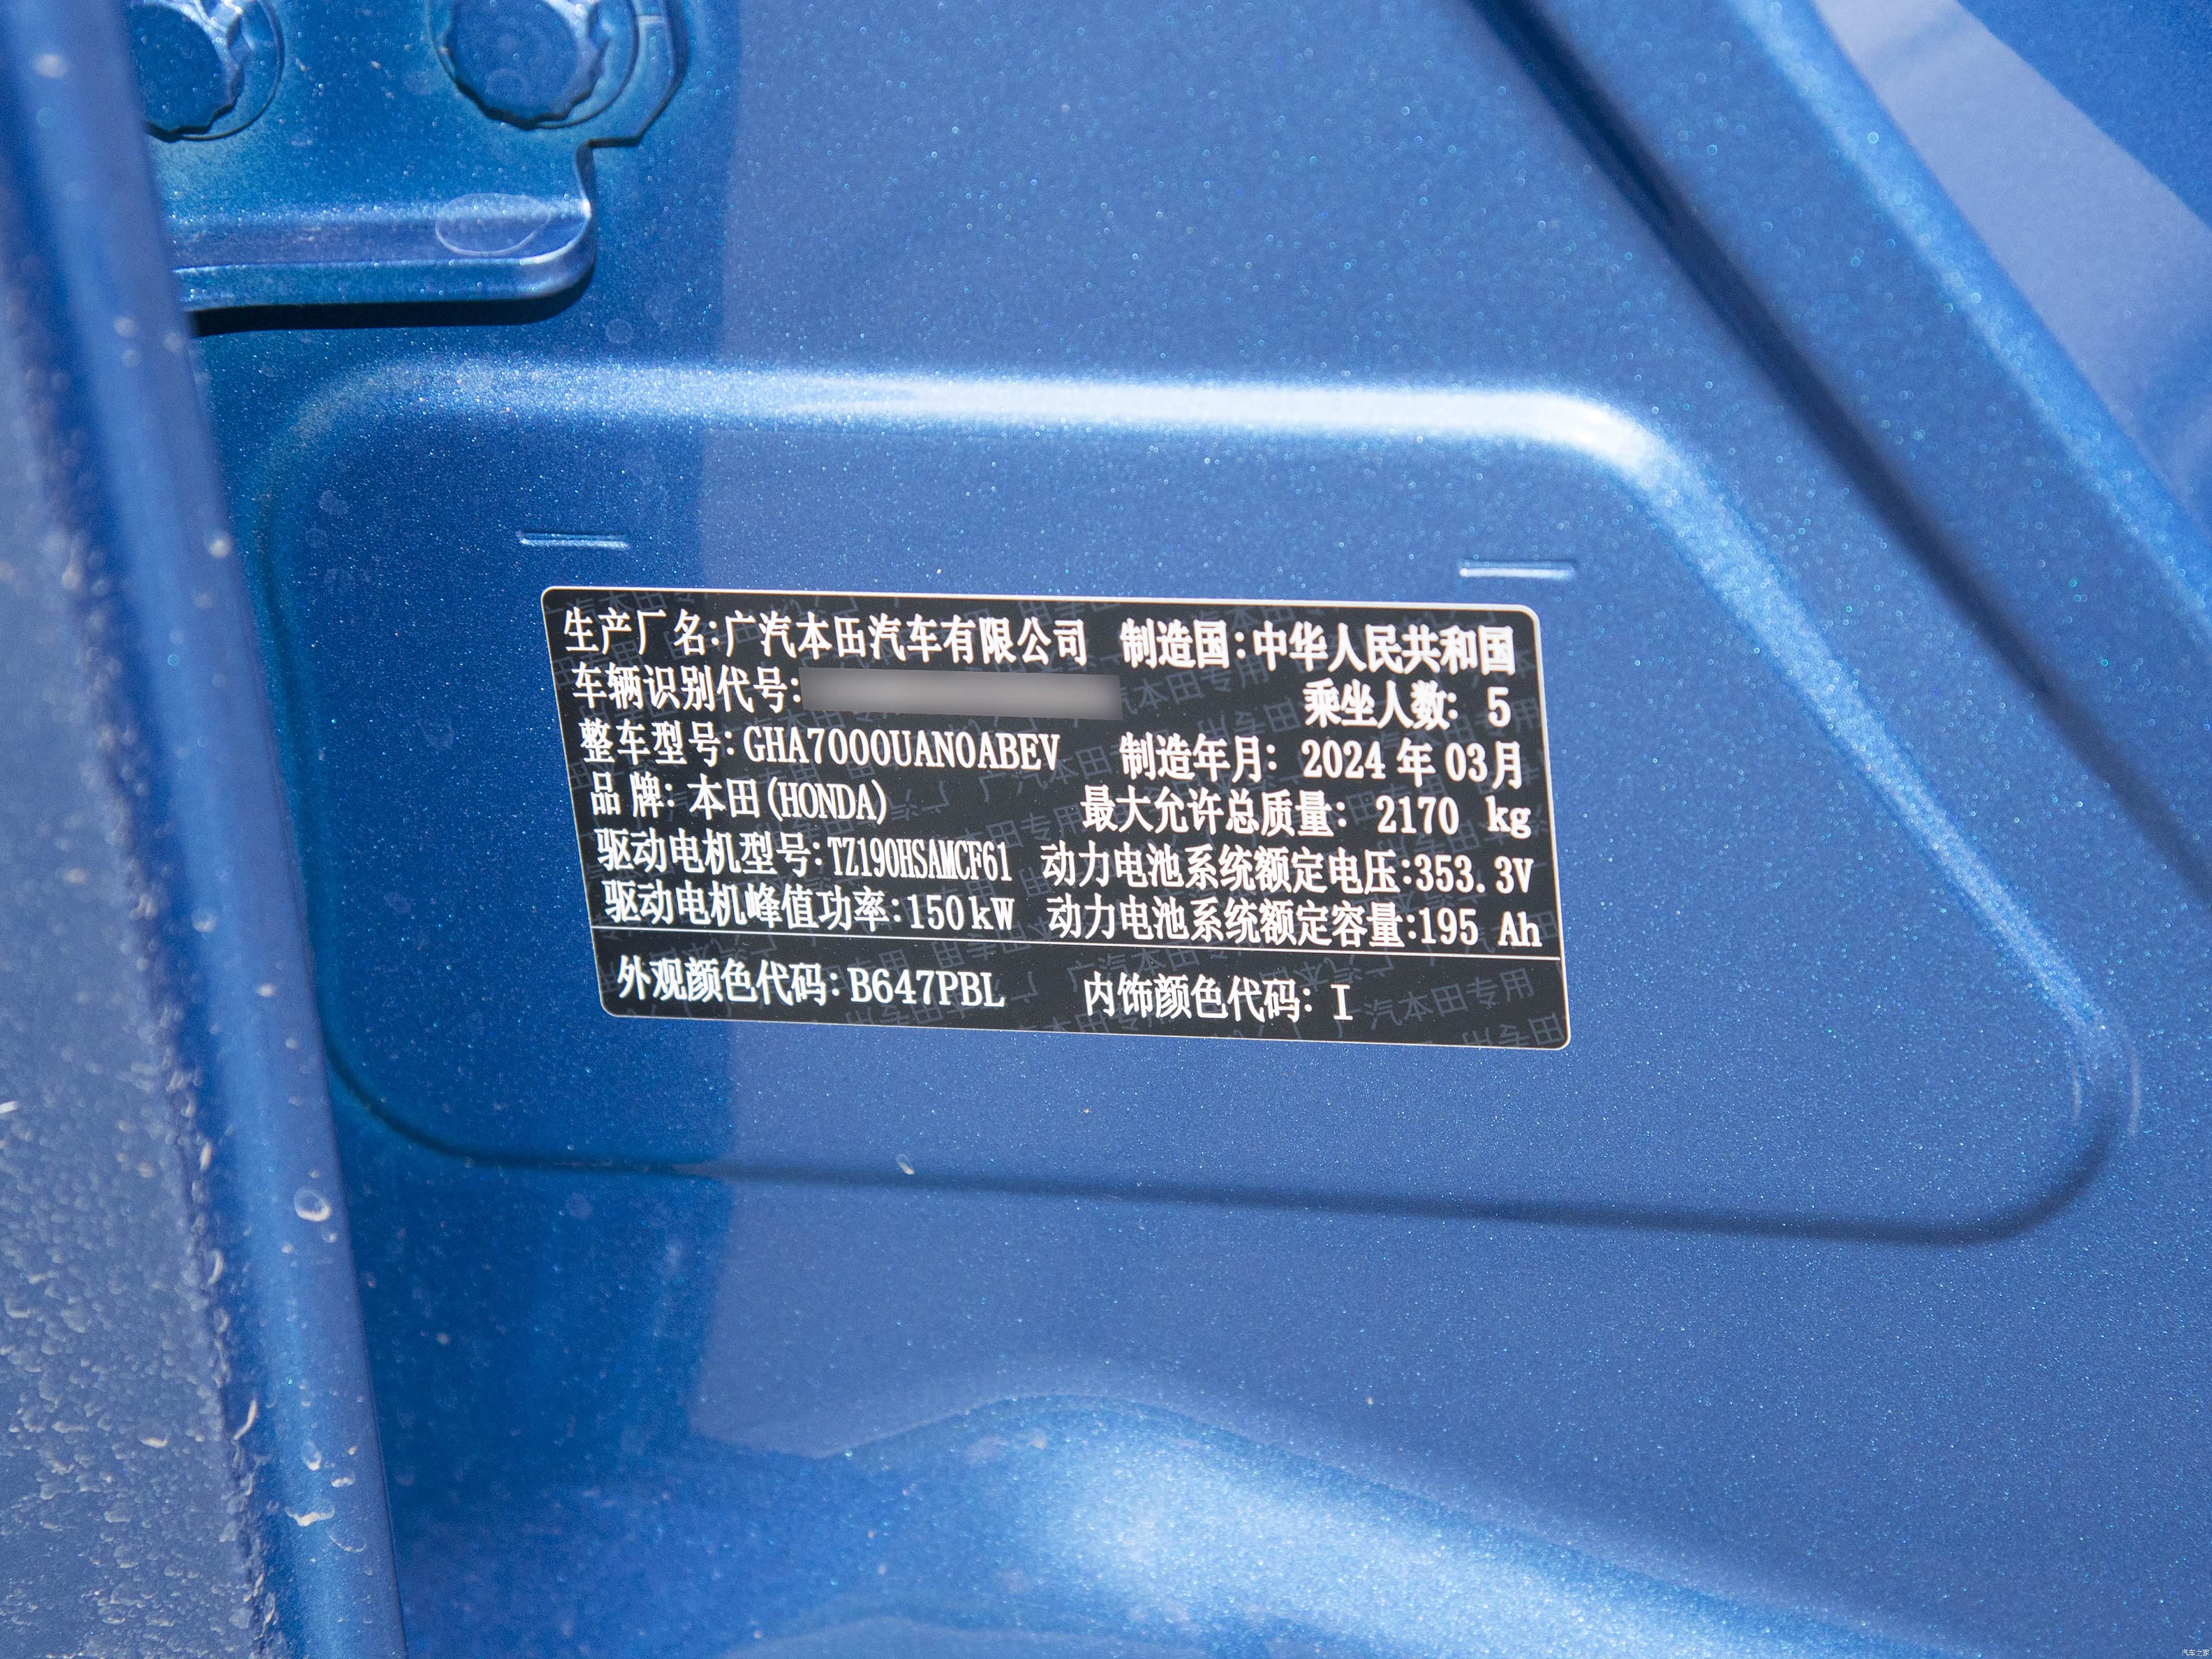 生产厂名:广汽本田汽车有限公司 制造国:中华人民共和国
车辆识别代号: 乘坐人数: 5
整车型号:GHA7000UAN0ABEV 制造年月: 2024 年 03月
品牌: 本田(HONDA) 最大允许总质量: 2170 kg
驱动电机型号:TZ190HSAMCF61 动力电池系统额定电压:353.3V
驱动电机峰值功率:150kW 动力电池系统额定容量:195 Ah
外观颜色代码:B647PBL 内饰颜色代码: I
汽车之家